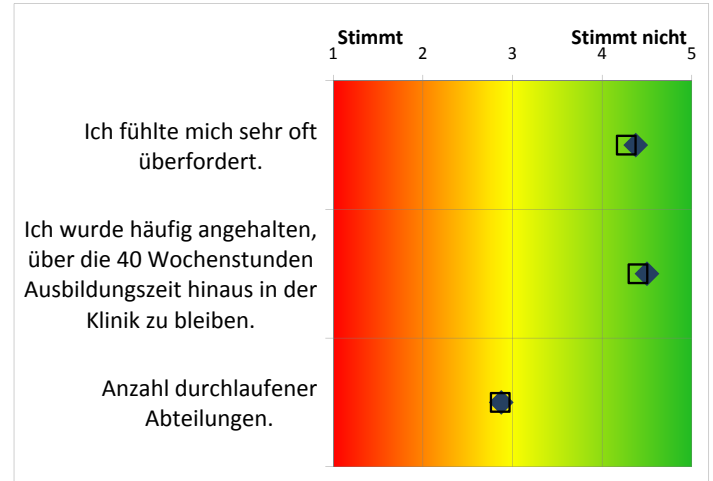 Stimmt Stimmt nicht
1 2 3 4 5
Ich fühlte mich sehr oft
überfordert.
Ich wurde häufig angehalten,
über die 40 Wochenstunden
Ausbildungszeit hinaus in der
Klinik zu bleiben.
Anzahl durchlaufener
Abteilungen.